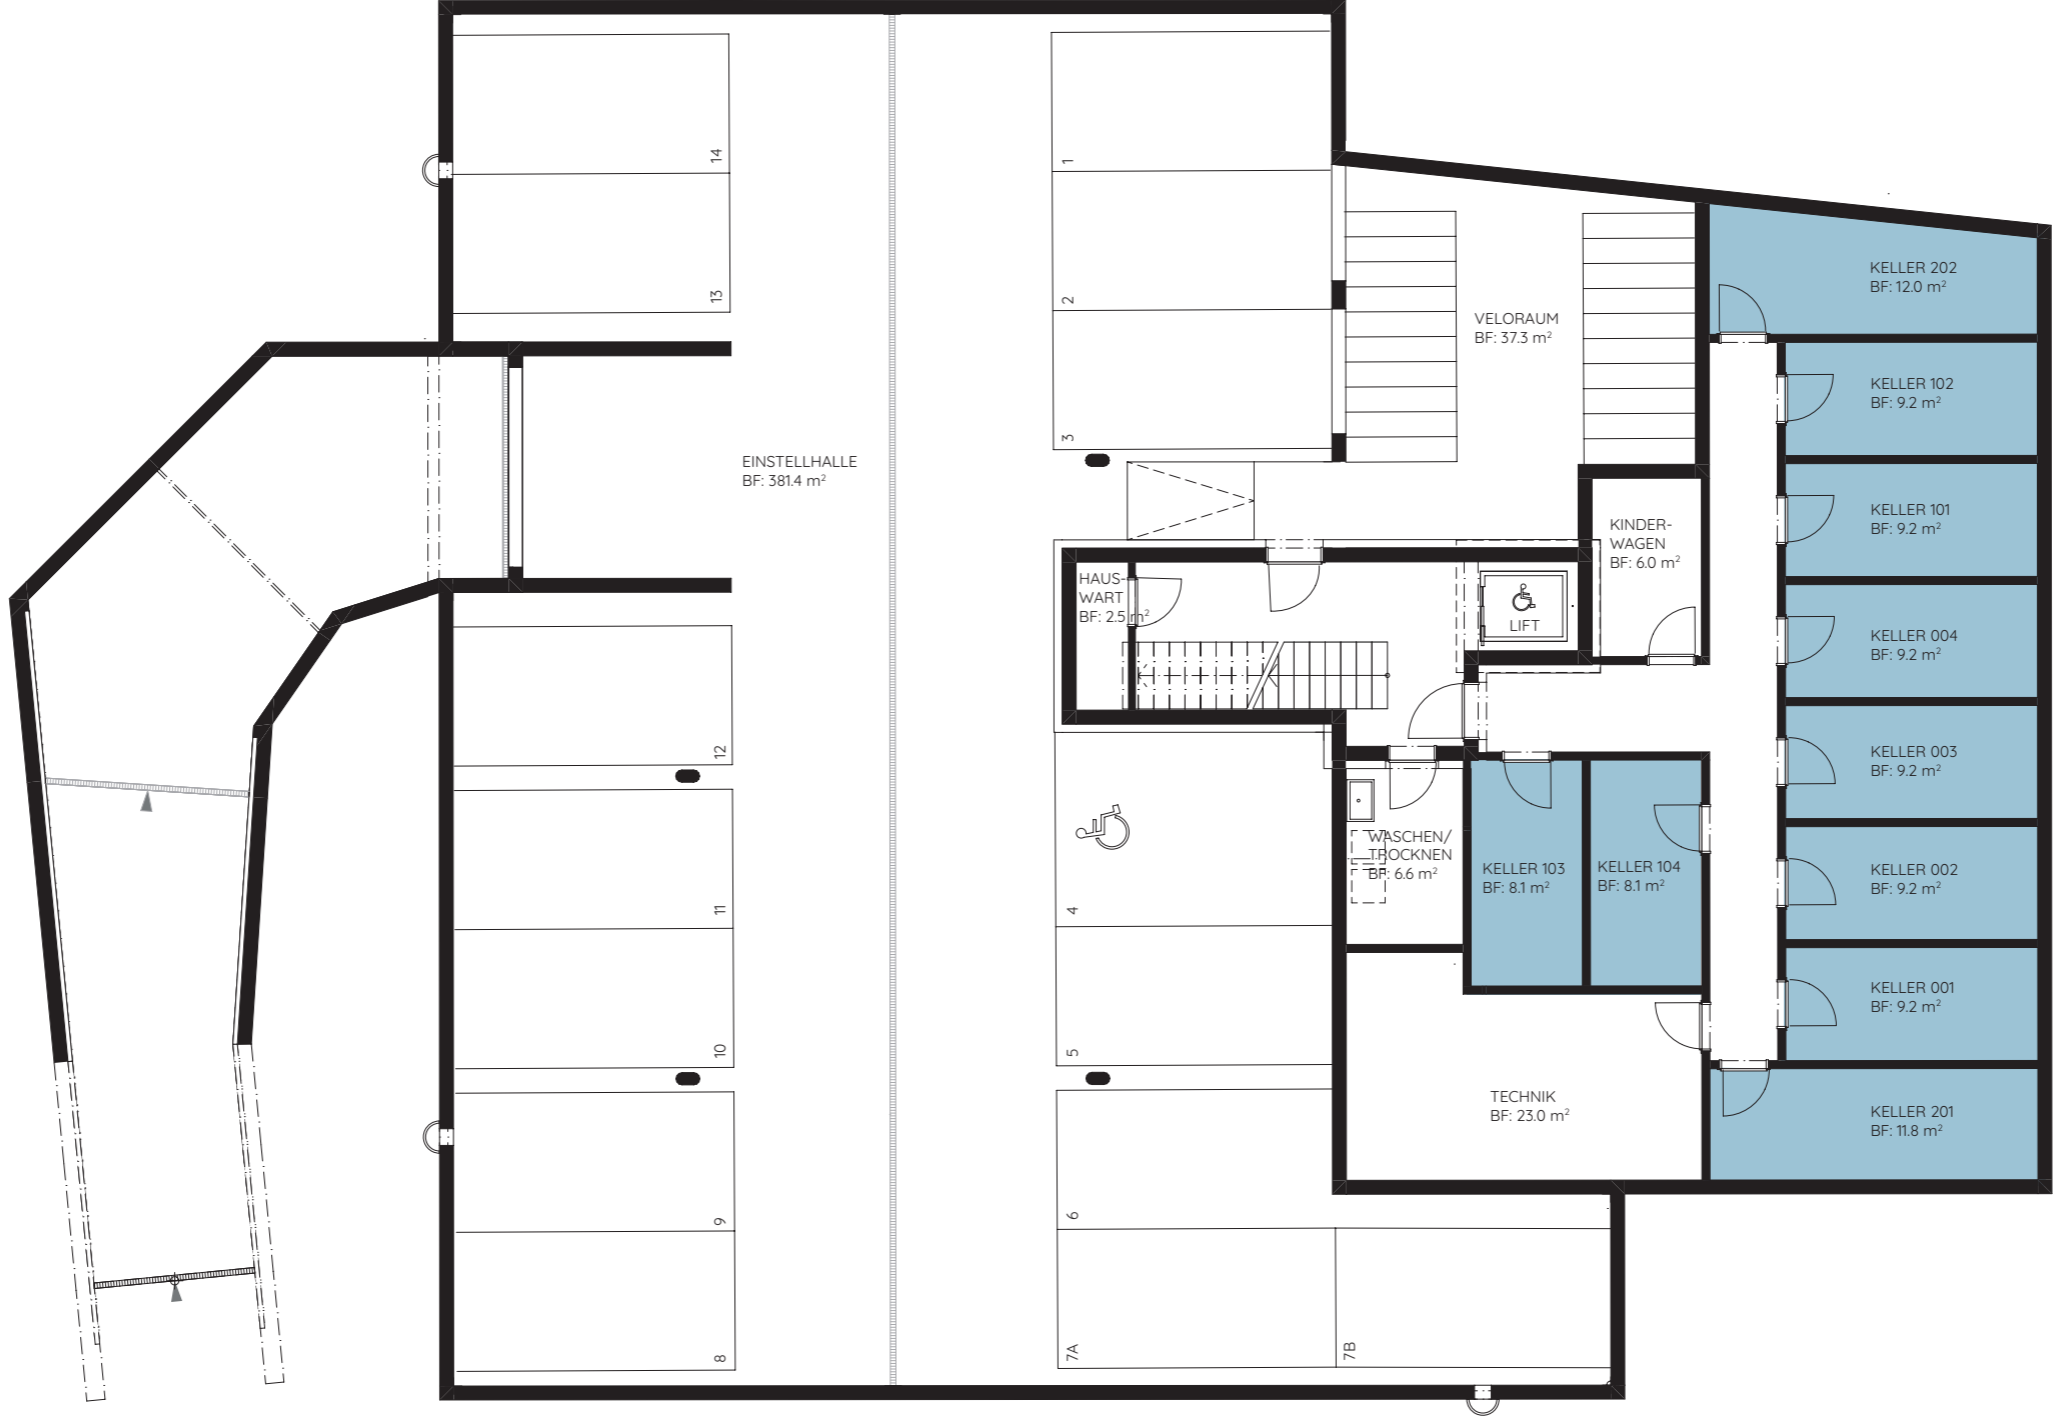 14
13
1
2
3
EINSTELLHALLE
BF: 381.4 m²
VELORAUM
BF: 37.3 m²
KELLER 202
BF: 12.0 m²
KELLER 102
BF: 9.2 m²
KELLER 101
BF: 9.2 m²
KINDER-
WAGEN
BF: 6.0 m²
HAUS-
WART
BF: 2.5 m²
LIFT
KELLER 004
BF: 9.2 m²
KELLER 003
BF: 9.2 m²
12
11
10
4
5
WASCHEN/
TROCKNEN
BF: 6.6 m²
KELLER 103
BF: 8.1 m²
KELLER 104
BF: 8.1 m²
KELLER 002
BF: 9.2 m²
KELLER 001
BF: 9.2 m²
TECHNIK
BF: 23.0 m²
KELLER 201
BF: 11.8 m²
9
8
6
7A
7B